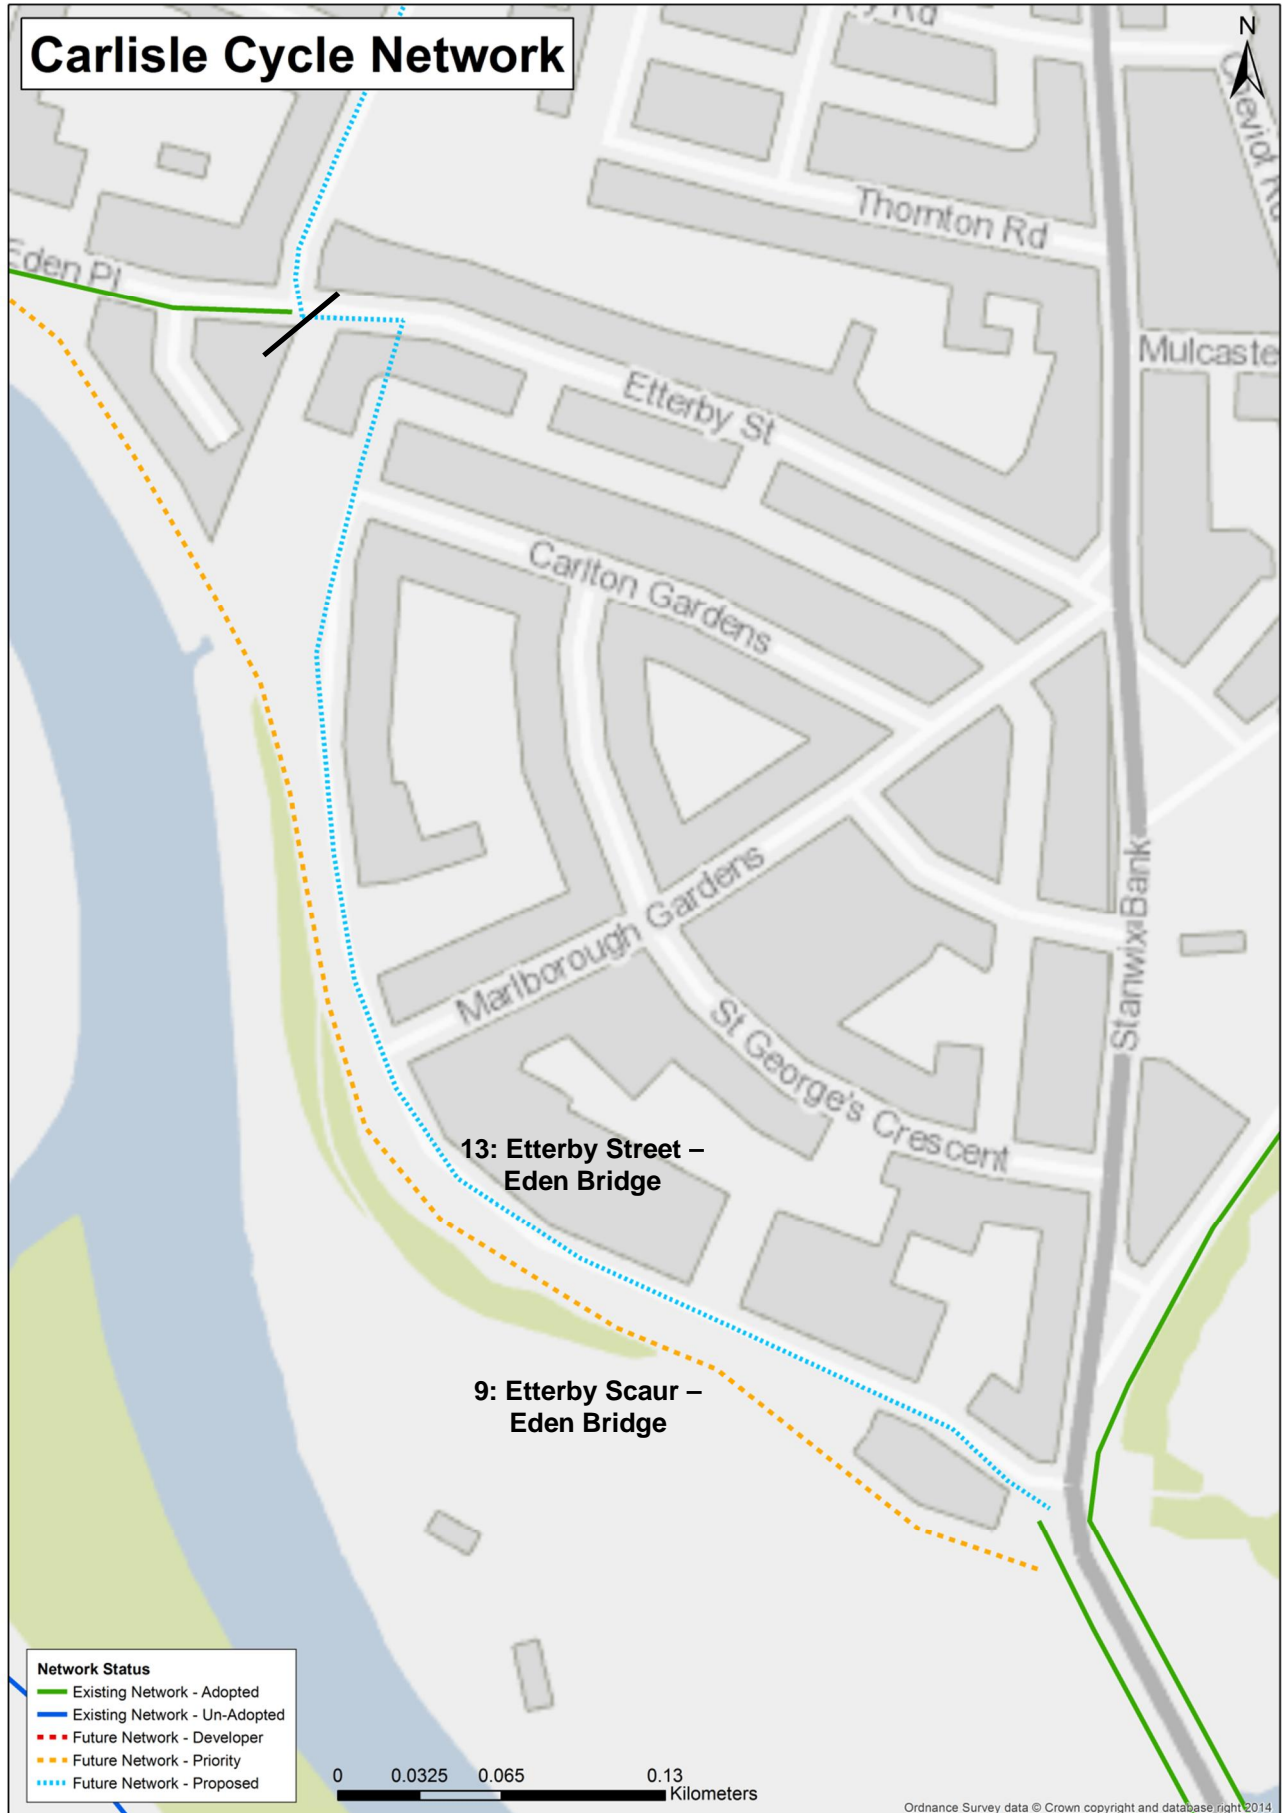 Carlisle Cycle Network
N
Rd
Cheviot
Thornton Rd
Eden Pl
Mulcaste
Etterby St
Carlton Gardens
Marlborough Gardens
Stanwix Bank
St George's Crescent
13: Etterby Street –
Eden Bridge
9: Etterby Scaur –
Eden Bridge
Network Status
Existing Network - Adopted
Existing Network - Un-Adopted
Future Network - Developer
Future Network - Priority
Future Network - Proposed
0 0.0325 0.065 0.13
Kilometers
Ordnance Survey data © Crown copyright and database right 2014